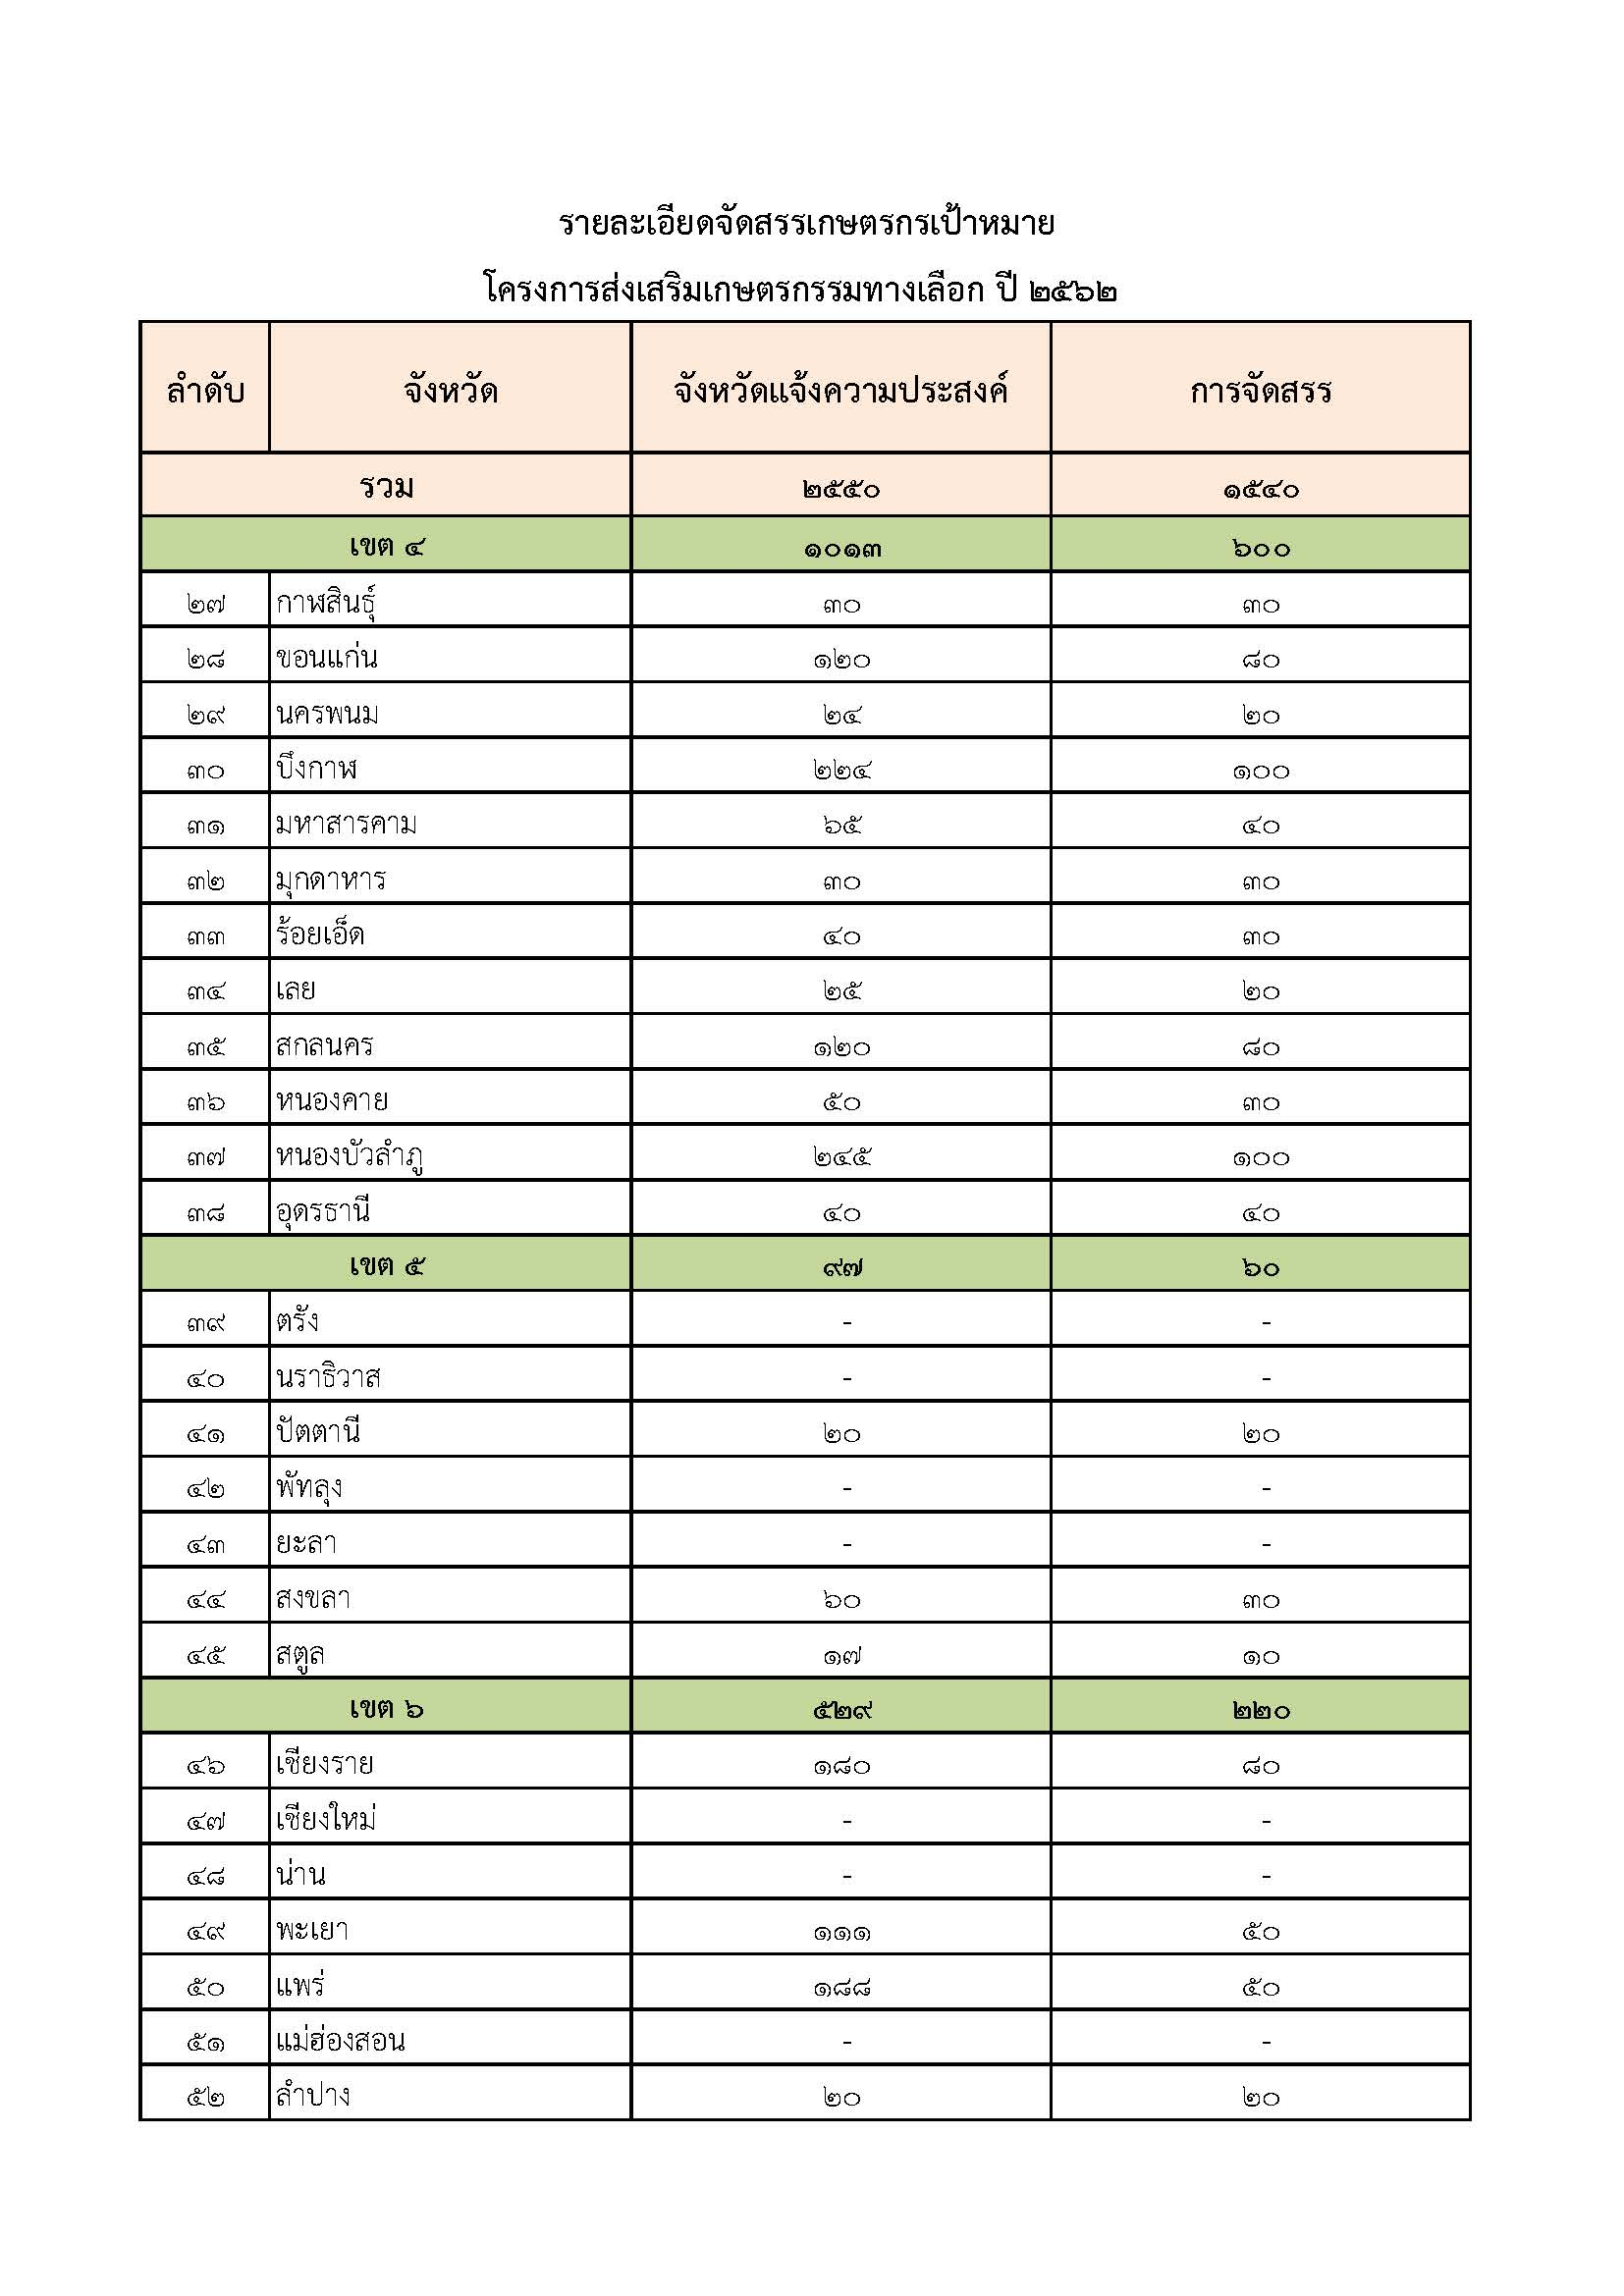 รายละเอียดจัดสรรเกษตรกรเป้าหมาย
โครงการส่งเสริมเกษตรกรรมทางเลือก ปี ๒๕๖๒
ลำดับ จังหวัด จังหวัดแจ้งความประสงค์ การจัดสรร
รวม ๒๕๕๐ ๑๕๔๐
เขต ๔ ๑๐๑๓ ๖๐๐
๒๗ กาฬสินธุ์ ๓๐ ๓๐
๒๘ ขอนแก่น ๑๒๐ ๘๐
๒๙ นครพนม ๒๔ ๒๐
๓๐ บึงกาฬ ๒๒๔ ๑๐๐
๓๑ มหาสารคาม ๖๕ ๔๐
๓๒ มุกดาหาร ๓๐ ๓๐
๓๓ ร้อยเอ็ด ๔๐ ๓๐
๓๔ เลย ๒๕ ๒๐
๓๕ สกลนคร ๑๒๐ ๘๐
๓๖ หนองคาย ๕๐ ๓๐
๓๗ หนองบัวลำภู ๒๔๕ ๑๐๐
๓๘ อุดรธานี ๔๐ ๔๐
เขต ๕ ๙๗ ๖๐
๓๙ ตรัง - -
๔๐ นราธิวาส - -
๔๑ ปัตตานี ๒๐ ๒๐
๔๒ พัทลุง - -
๔๓ ยะลา - -
๔๔ สงขลา ๖๐ ๓๐
๔๕ สตูล ๑๗ ๑๐
เขต ๖ ๕๒๙ ๒๒๐
๔๖ เชียงราย ๑๘๐ ๘๐
๔๗ เชียงใหม่ - -
๔๘ น่าน - -
๔๙ พะเยา ๑๑๑ ๕๐
๕๐ แพร่ ๑๘๘ ๕๐
๕๑ แม่ฮ่องสอน - -
๕๒ ลำปาง ๒๐ ๒๐